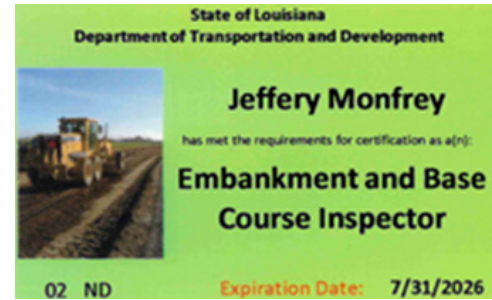 State of Louisiana
Department of Transportation and Development
Jeffery Monfrey
has met the requirements for certification as a(n):
Embankment and Base
Course Inspector
02 ND
Expiration Date: 7/31/2026